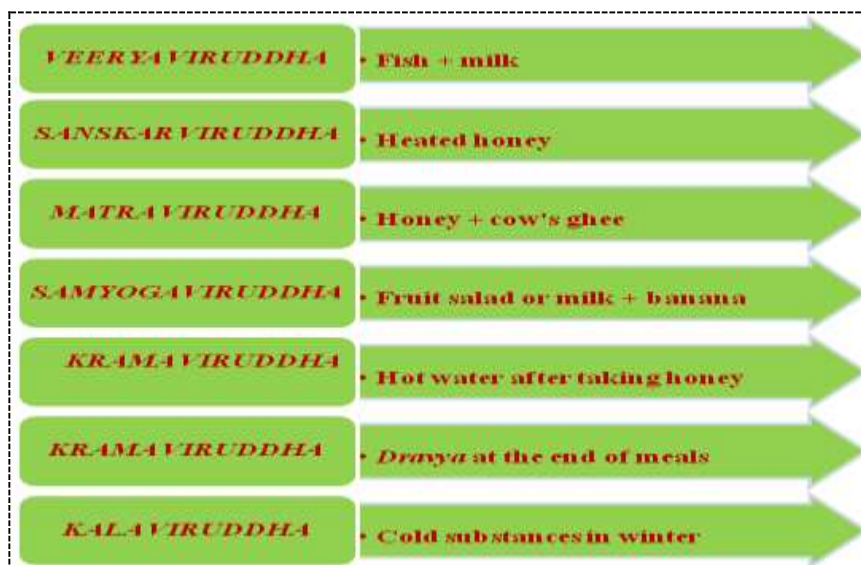 VEERYAVIRUDDHA • Fish + milk
SANSKARVIRUDDHA • Heated honey
MATRAVIRUDDHA • Honey + cow's ghee
SAMYOGAVIRUDDHA • Fruit salad or milk + banana
KRAMAVIRUDDHA • Hot water after taking honey
KRAMAVIRUDDHA • Dravya at the end of meals
KALAVIRUDDHA • Cold substances in winter